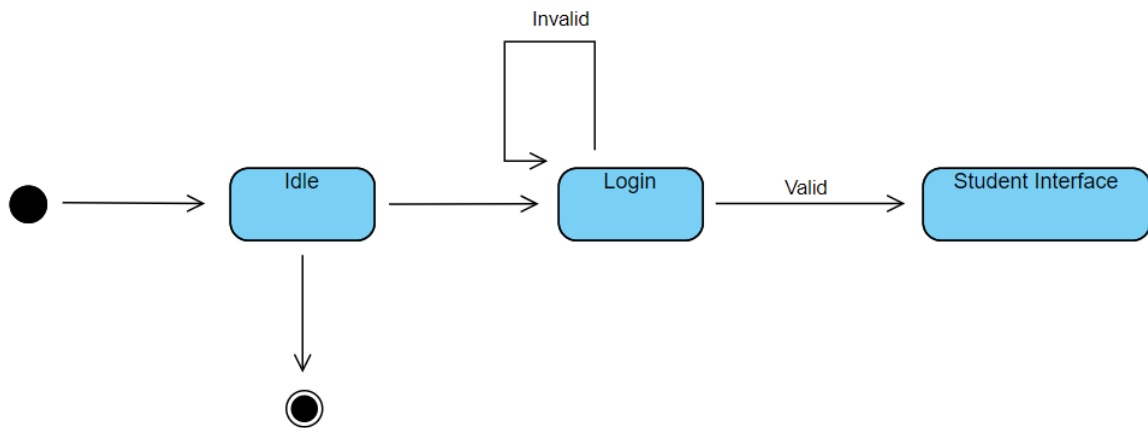 Invalid
Idle
Login
Valid
Student Interface